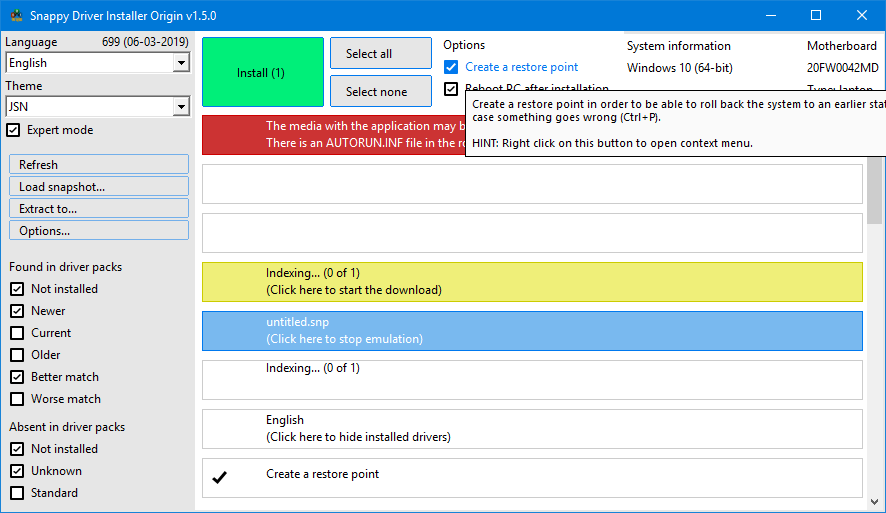 Snappy Driver Installer Origin v1.5.0
Language 699 (06-03-2019)
English
Theme
JSN
Expert mode
Refresh
Load snapshot...
Extract to...
Options...
Found in driver packs
Not installed
Newer
Current
Older
Better match
Worse match
Absent in driver packs
Not installed
Unknown
Standard
Install (1)
Select all
Select none
Options
Create a restore point
Reboot PC after installation
System information
Motherboard
Windows 10 (64-bit)
20FW0042MD
Type: laptop
Create a restore point in order to be able to roll back the system to an earlier stat
case something goes wrong (Ctrl+P).
HINT: Right click on this button to open context menu.
The media with the application may b
There is an AUTORUN.INF file in the ro
Indexing... (0 of 1)
(Click here to start the download)
untitled.snp
(Click here to stop emulation)
Indexing... (0 of 1)
English
(Click here to hide installed drivers)
Create a restore point